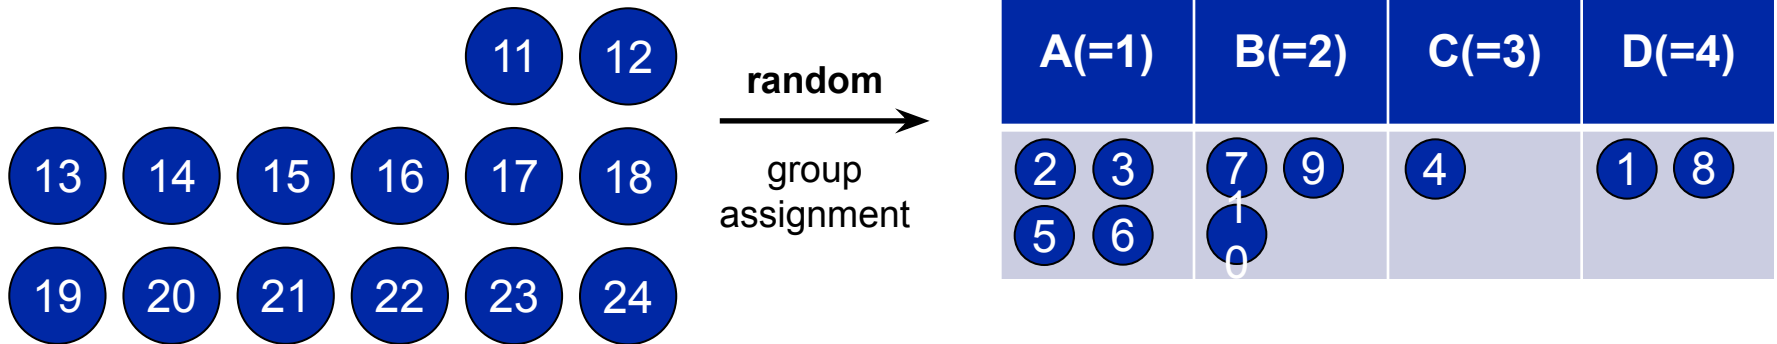 11 12
13 14 15 16 17 18
19 20 21 22 23 24
random
group
assignment
A(=1) B(=2) C(=3) D(=4)
2 3 7 9 4 1 8
5 6 10